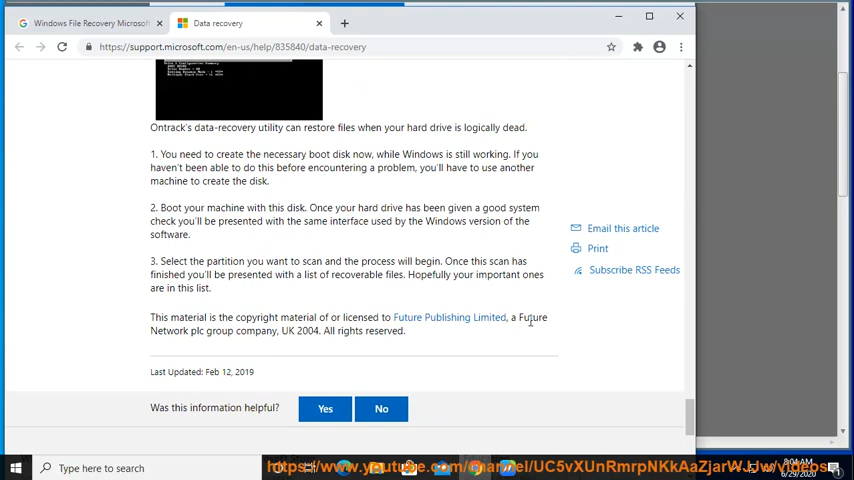 Windows File Recovery Microsof
Data recovery
https://support.microsoft.com/en-us/help/835840/data-recovery
Ontrack's data-recovery utility can restore files when your hard drive is logically dead.
1. You need to create the necessary boot disk now, while Windows is still working. If you
haven't been able to do this before encountering a problem, you'll have to use another
machine to create the disk.
2. Boot your machine with this disk. Once your hard drive has been given a good system
check you'll be presented with the same interface used by the Windows version of the
software.
3. Select the partition you want to scan and the process will begin. Once this scan has
finished you'll be presented with a list of recoverable files. Hopefully your important ones
are in this list.
This material is the copyright material of or licensed to Future Publishing Limited, a Future
Network plc group company, UK 2004. All rights reserved.
Email this article
Print
Subscribe RSS Feeds
Last Updated: Feb 12, 2019
Was this information helpful?
Yes
No
Type here to search
https://www.youtube.com/channel/UC5vXUnRmrpNKkAaZjarWJJw/videos
8:04 AM
6/29/2020